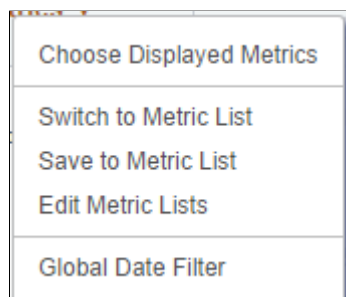 Choose Displayed Metrics
Switch to Metric List
Save to Metric List
Edit Metric Lists
Global Date Filter